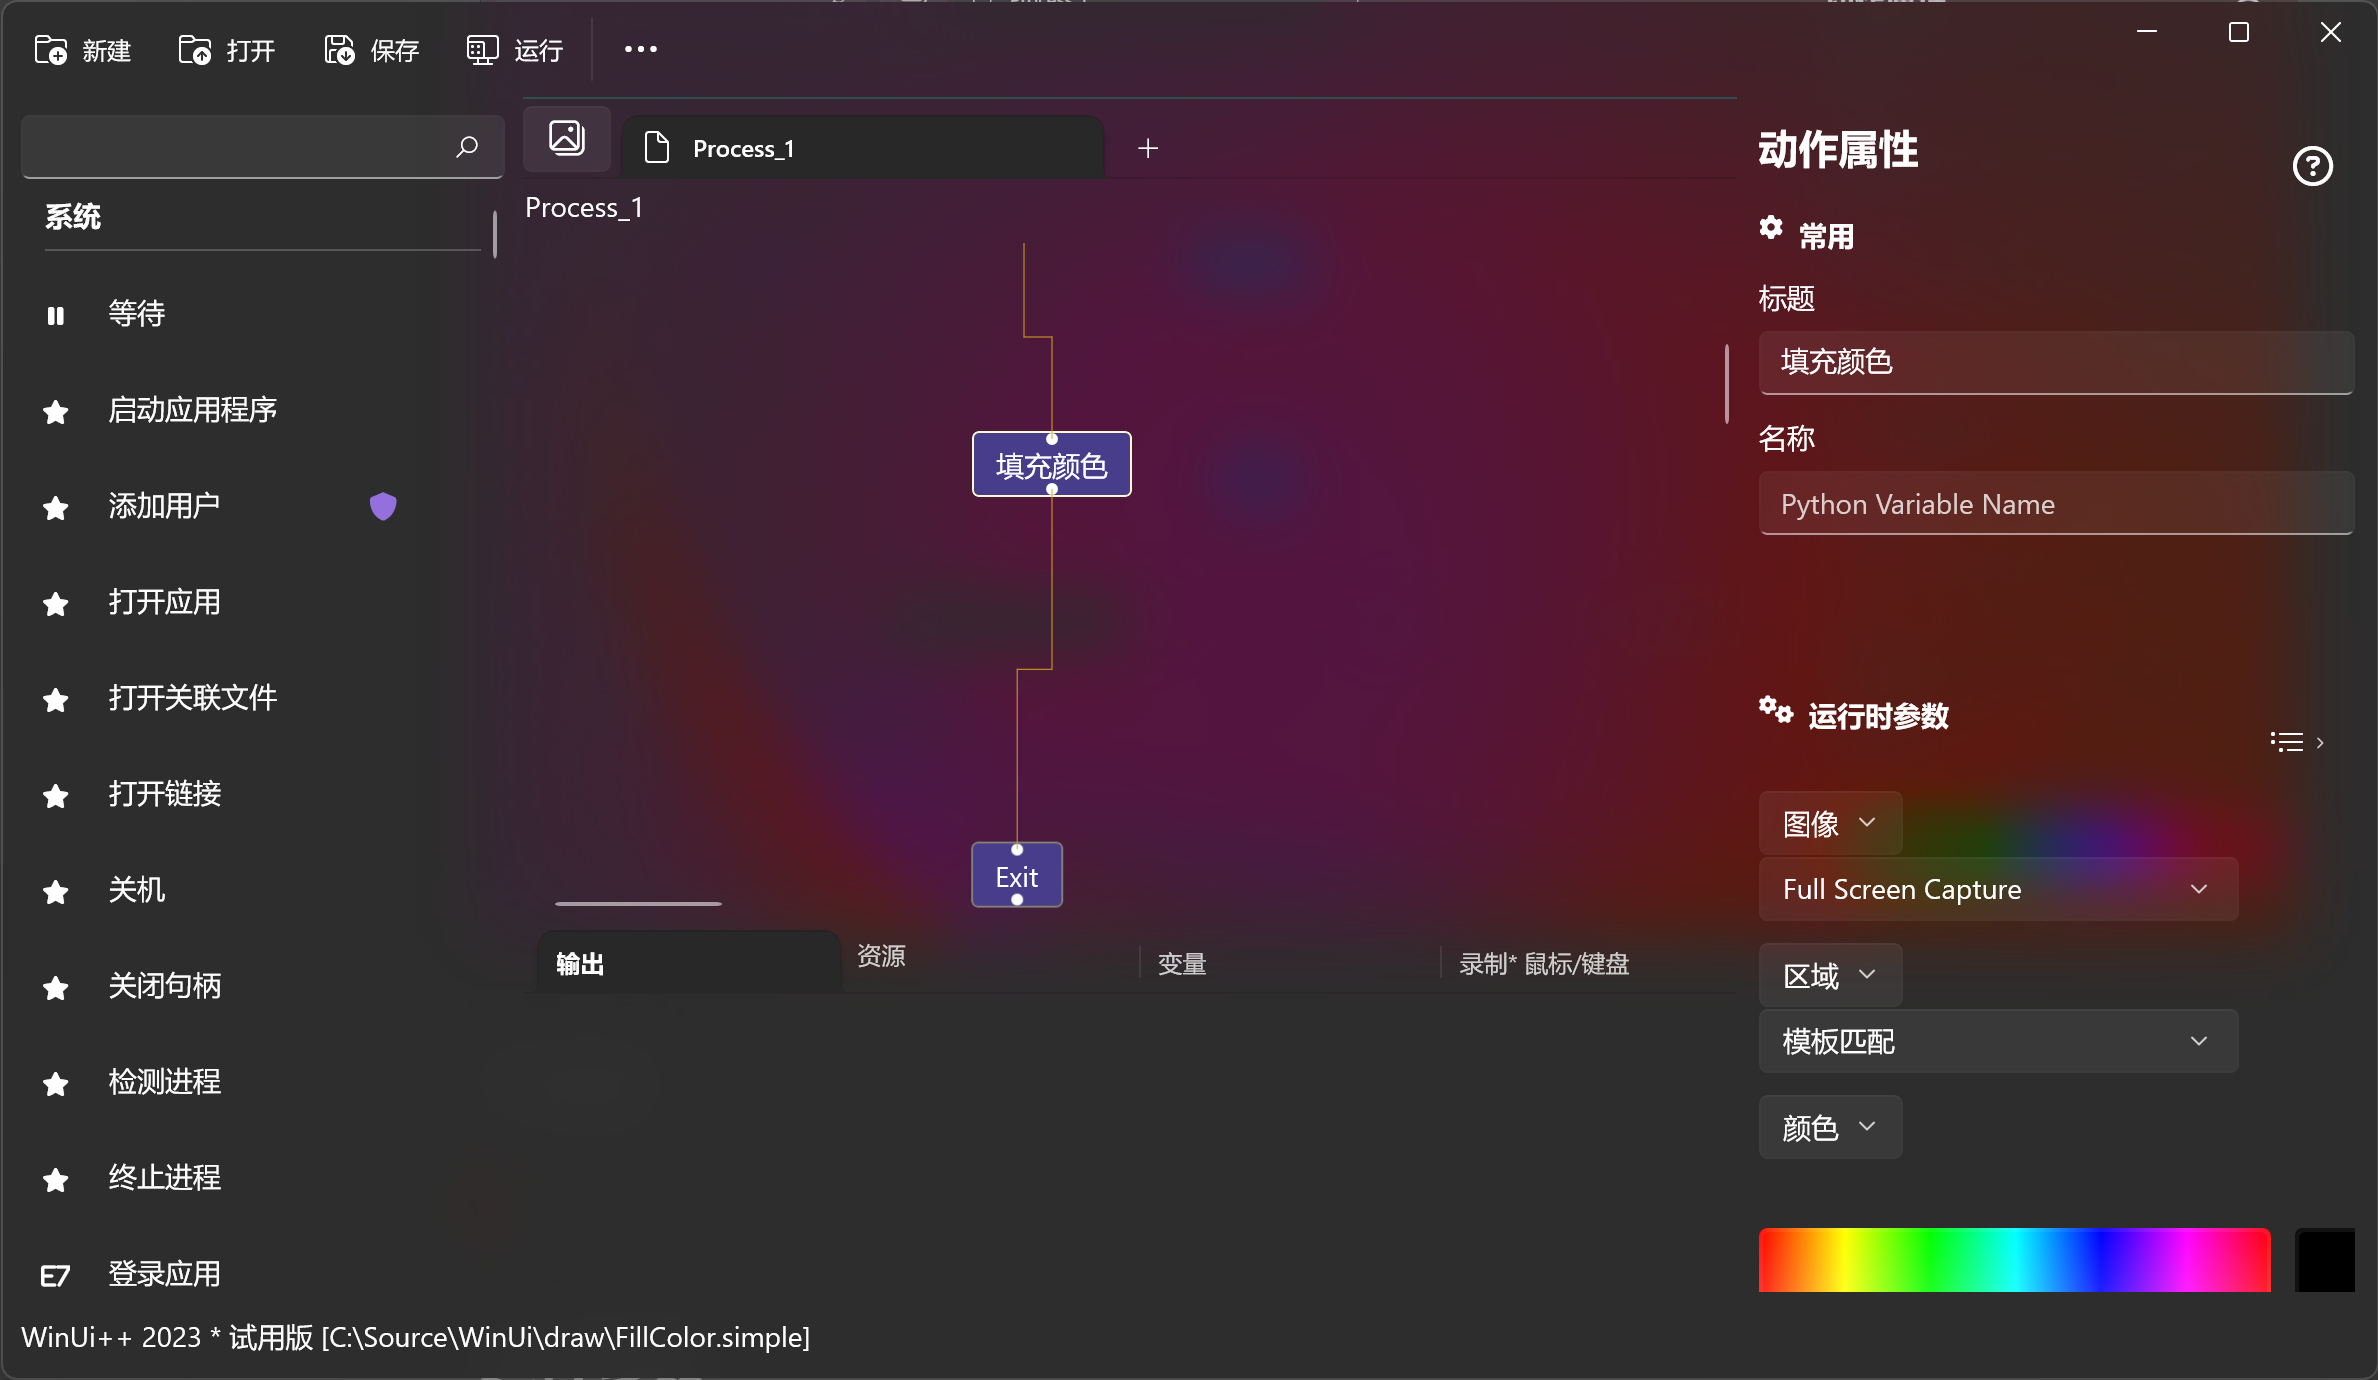 新建
打开
保存
运行
Process_1
Process_1
系统
等待
启动应用程序
添加用户
打开应用
打开关联文件
打开链接
关机
关闭句柄
检测进程
终止进程
登录应用
填充颜色
Exit
输出
资源
变量
录制* 鼠标/键盘
动作属性
常用
标题
填充颜色
名称
Python Variable Name
运行时参数
图像
Full Screen Capture
区域
模板匹配
颜色
WinUi++ 2023 * 试用版 [C:\Source\WinUi\draw\FillColor.simple]